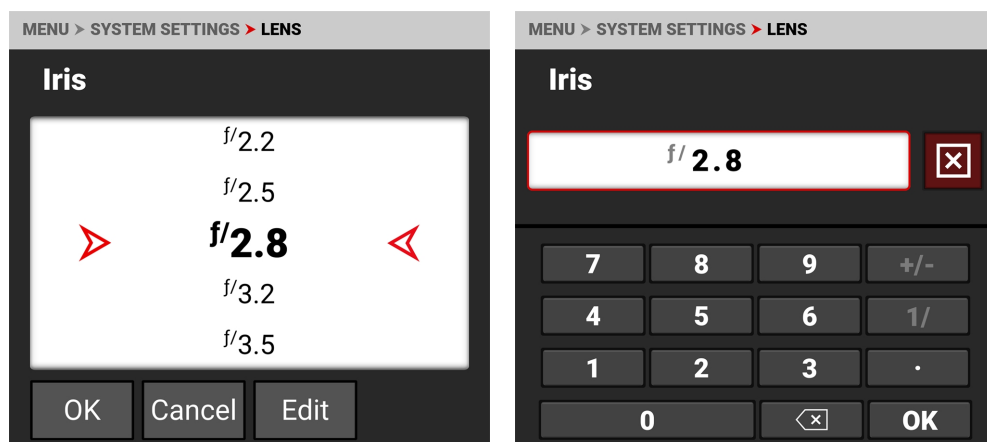 MENU > SYSTEM SETTINGS > LENS
Iris
ƒ/2.2
ƒ/2.5
ƒ/2.8
ƒ/3.2
ƒ/3.5
OK Cancel Edit
MENU > SYSTEM SETTINGS > LENS
Iris
ƒ/ 2.8
7 8 9 +/-
4 5 6 1/
1 2 3 .
0 OK